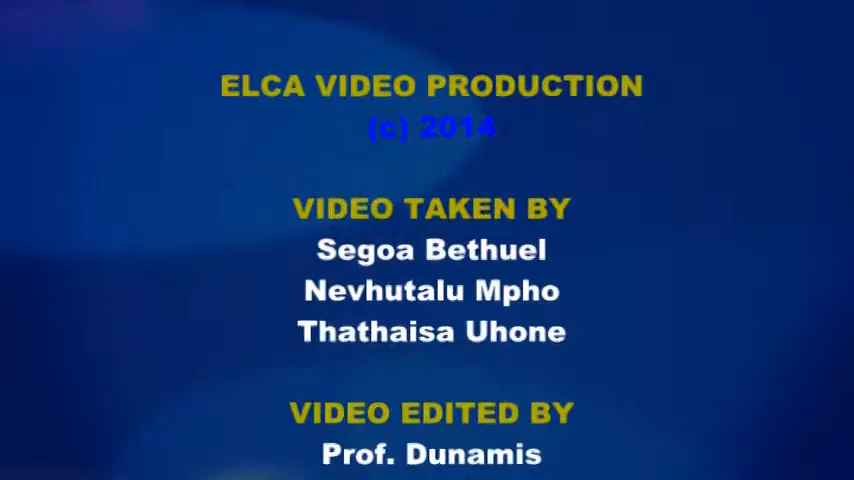 ELCA VIDEO PRODUCTION
(c) 2014
VIDEO TAKEN BY
Segoa Bethuel
Nevhutalu Mpho
Thathaisa Uhone
VIDEO EDITED BY
Prof. Dunamis